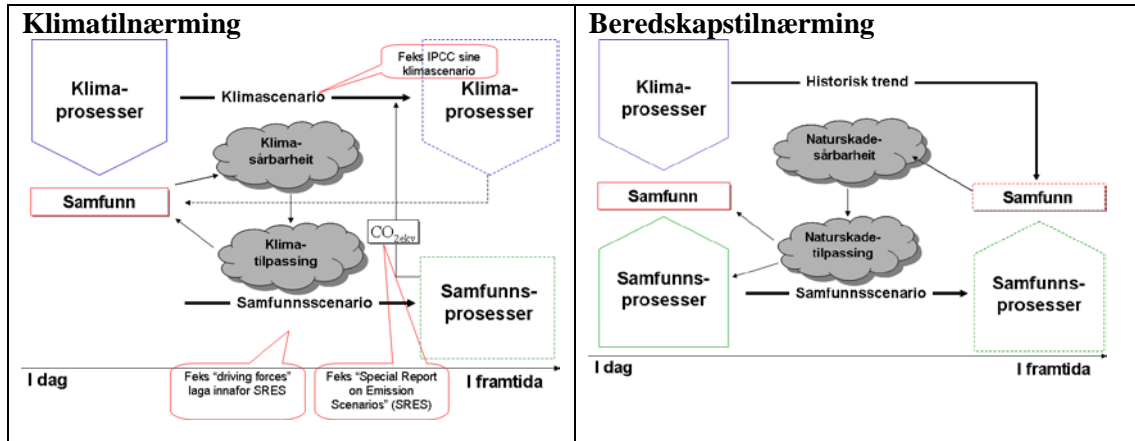 Klimatilnærming
Feks IPCC sine
klimascenario
Klima-
prosesser
Klimascenario
Klima-
prosesser
Klima-
sårbarheit
Samfunn
Klima-
tilpassing
CO2ekv
Samfunnsscenario
Samfunns-
prosesser
I dag
Feks “driving forces”
laga innafor SRES
Feks “Special Report
on Emission
Scenarios” (SRES)
I framtida
Beredskapstilnærming
Klima-
prosesser
Historisk trend
Naturskade-
sårbarheit
Samfunn
Samfunn
Naturskade-
tilpassing
Samfunns-
prosesser
Samfunnsscenario
Samfunns-
prosesser
I dag
I framtida